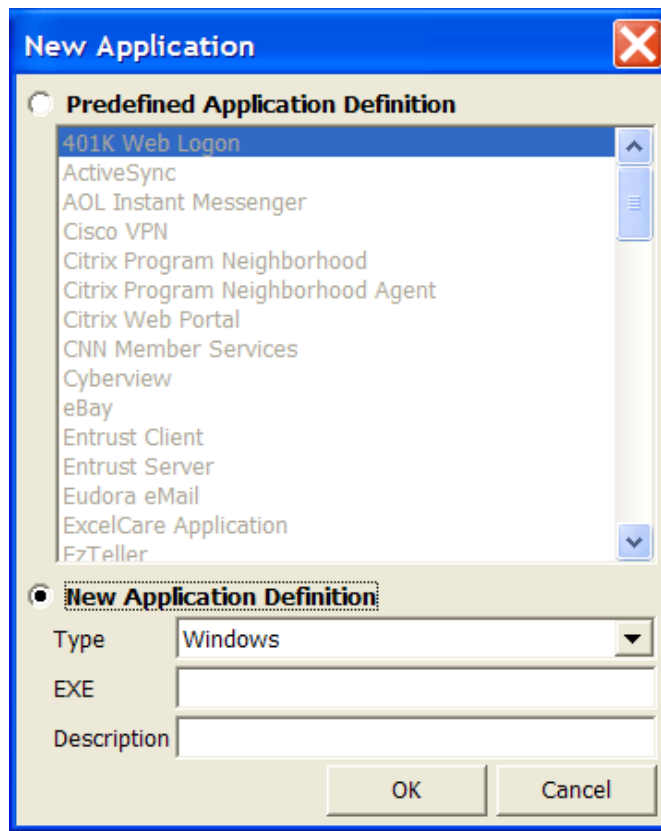 New Application
Predefined Application Definition
401K Web Logon
ActiveSync
AOL Instant Messenger
Cisco VPN
Citrix Program Neighborhood
Citrix Program Neighborhood Agent
Citrix Web Portal
CNN Member Services
Cyberview
eBay
Entrust Client
Entrust Server
Eudora eMail
ExcelCare Application
EzTeller
New Application Definition
Type Windows
EXE
Description
OK Cancel